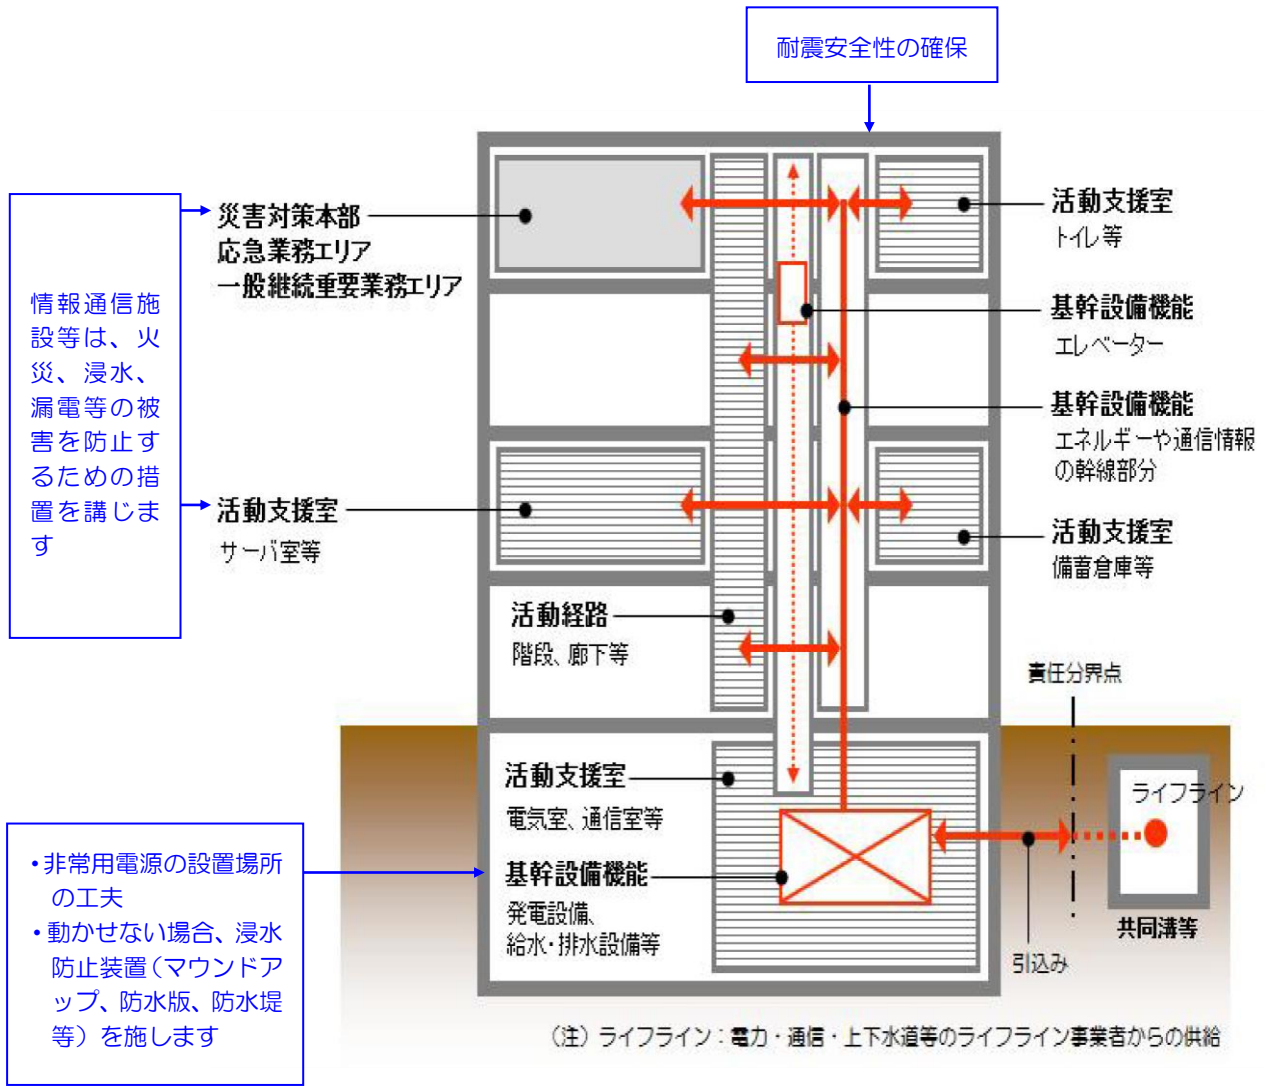 耐震安全性の確保
情報通信施
設等は、火
災、浸水、
漏電等の被
害を防止す
るための措
置を講じま
す
災害対策本部
応急業務エリア
一般継続重要業務エリア
活動支援室
サーバ室等
活動支援室
トイレ等
基幹設備機能
エレベーター
基幹設備機能
エネルギーや通信情報
の幹線部分
活動支援室
備蓄倉庫等
活動経路
階段、廊下等
責任分界点
活動支援室
電気室、通信室等
基幹設備機能
発電設備、
給水・排水設備等
ライフライン
共同溝等
引込み
・非常用電源の設置場所
の工夫
・動かせない場合、浸水
防止装置（マウンドア
ップ、防水版、防水堤
等）を施します
（注）ライフライン：電力・通信・上下水道等のライフライン事業者からの供給